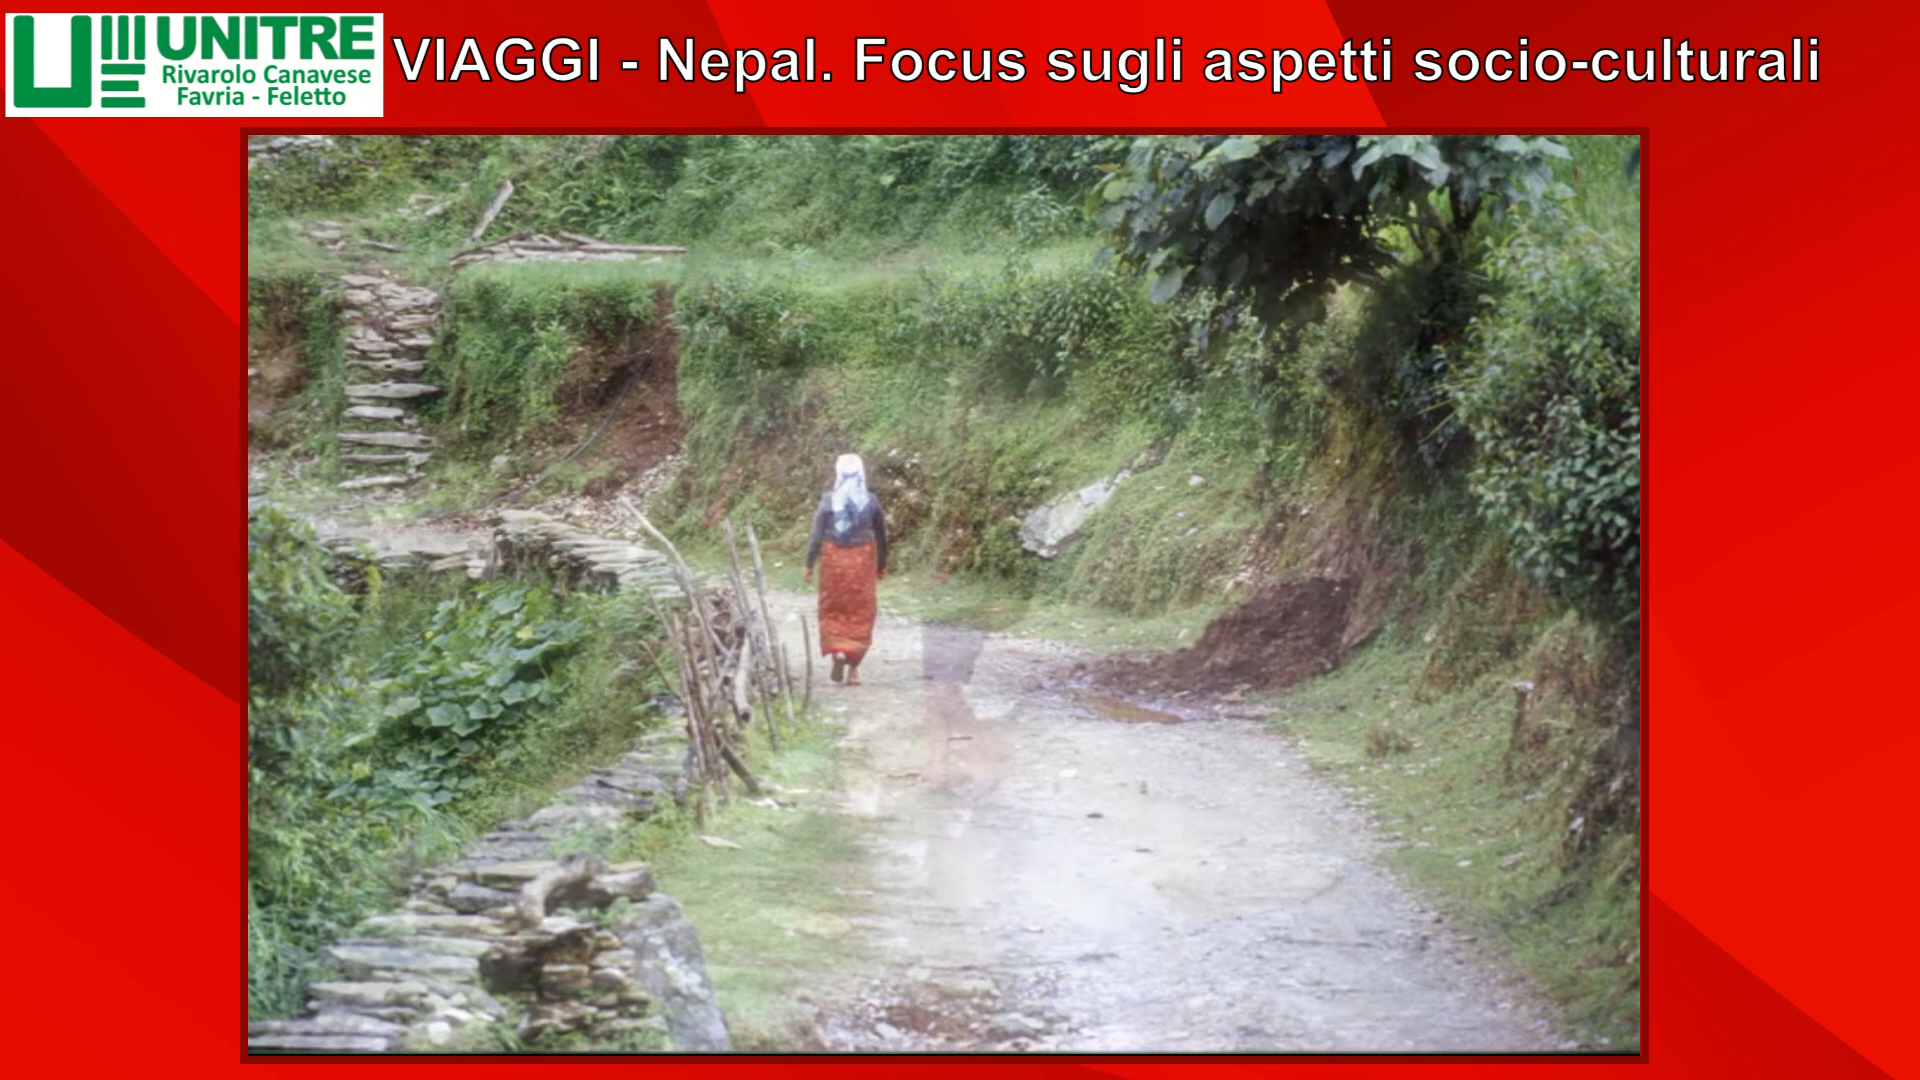 UNITRE
Rivarolo Canavese
Favria - Feletto
VIAGGI - Nepal. Focus sugli aspetti socio-culturali